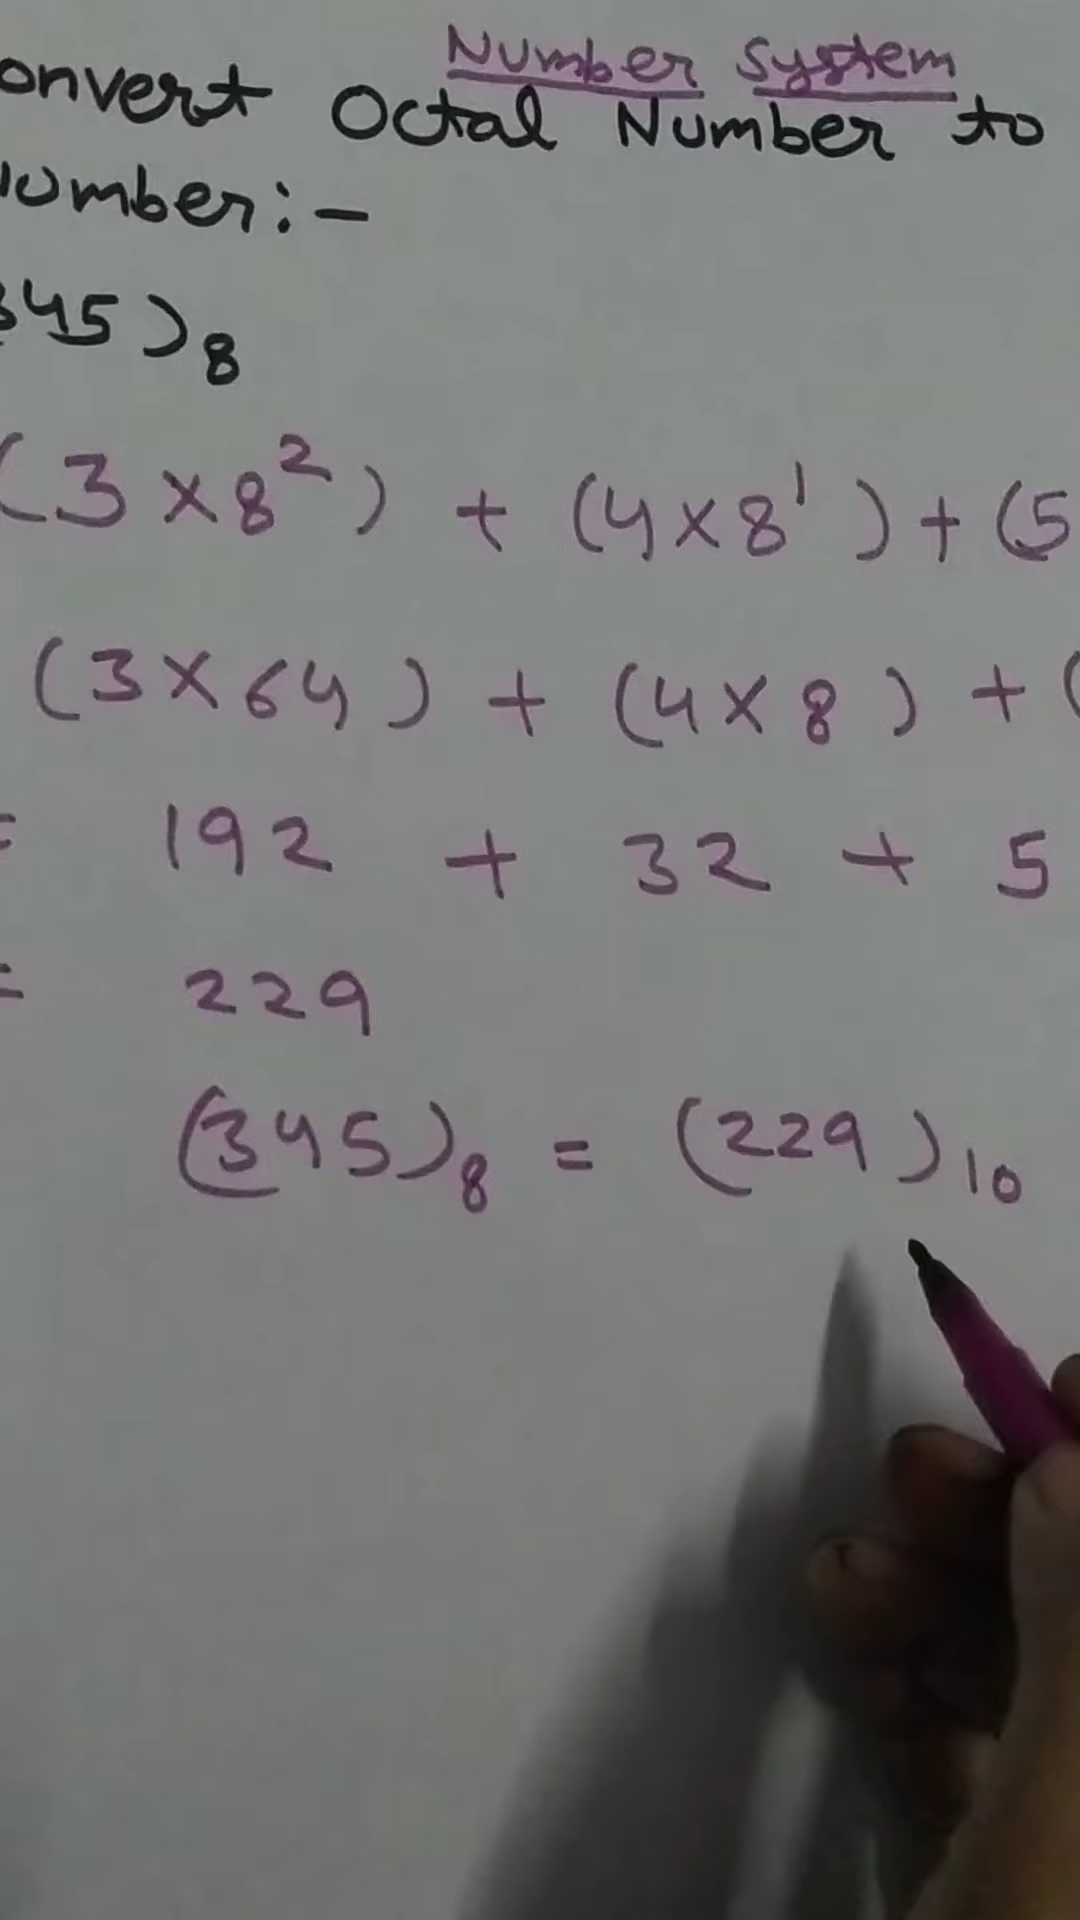 Number System
onvert Octal Number to
umber:-
345)8
(3×8²) + (4×8¹) + (5
(3×64) + (4×8) + (
= 192 + 32 + 5
= 229
(345)8 = (229)10